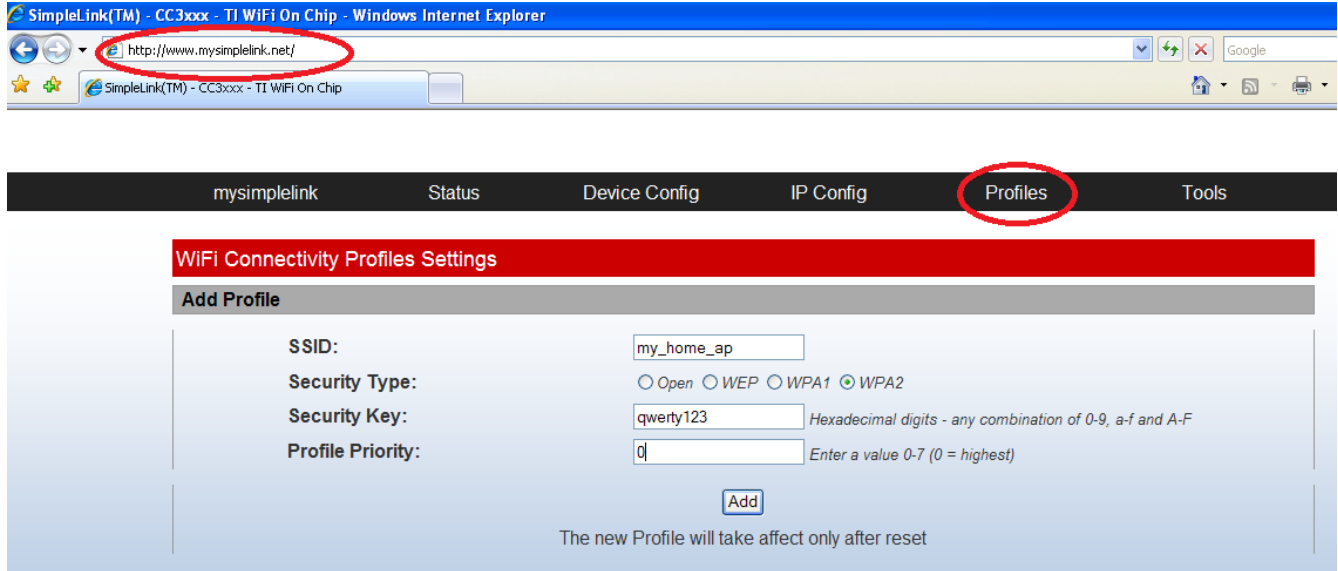 SimpleLink(TM) - CC3xxx - TI WiFi On Chip - Windows Internet Explorer
http://www.mysimplelink.net/
Google
SimpleLink(TM) - CC3xxx - TI WiFi On Chip
mysimplelink Status Device Config IP Config Profiles Tools
WiFi Connectivity Profiles Settings
Add Profile
SSID: my_home_ap
Security Type: Open WEP WPA1 WPA2
Security Key: qwerty123 Hexadecimal digits - any combination of 0-9, a-f and A-F
Profile Priority: 0 Enter a value 0-7 (0 = highest)
Add
The new Profile will take affect only after reset